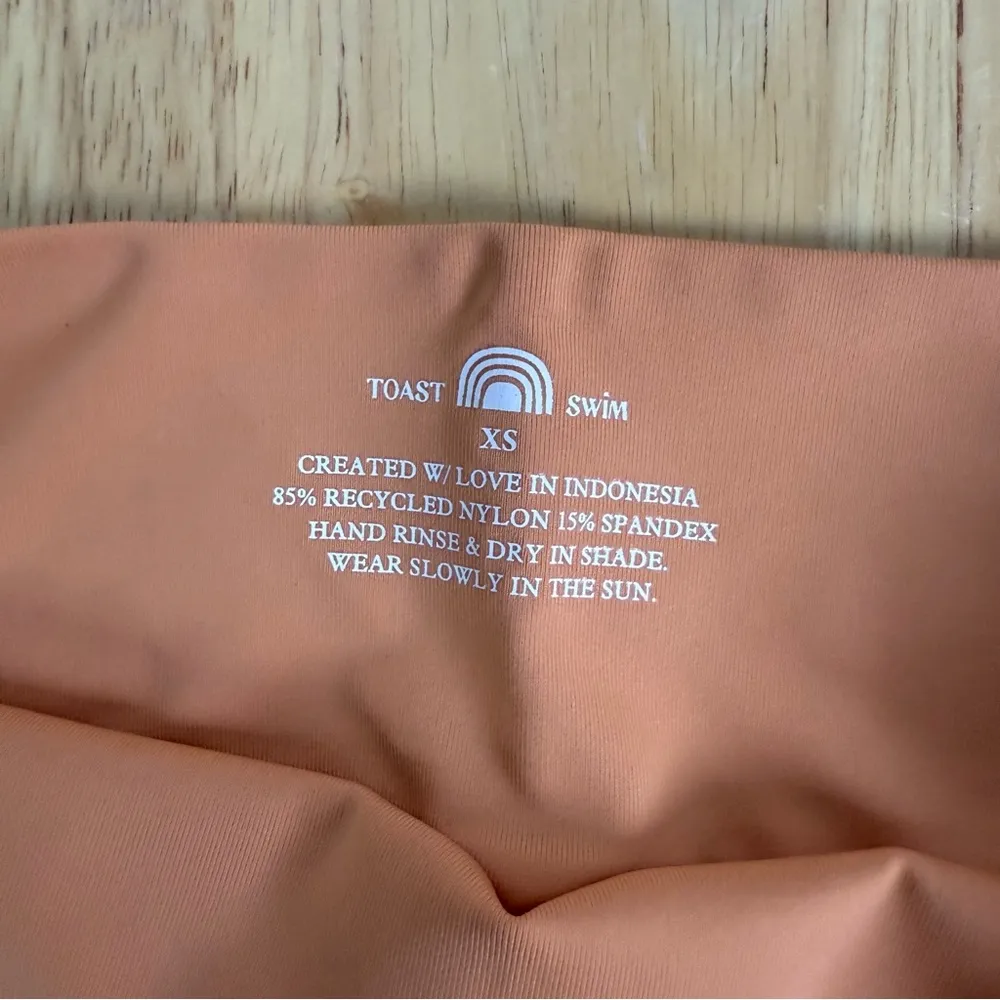 TOAST SWiM
XS
CREATED W/ LOVE IN INDONESIA
85% RECYCLED NYLON 15% SPANDEX
HAND RINSE & DRY IN SHADE.
WEAR SLOWLY IN THE SUN.